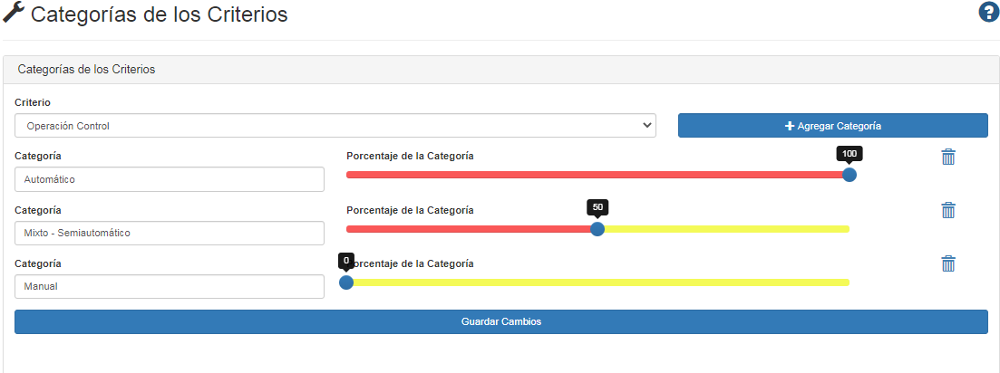 Categorías de los Criterios
?
Categorías de los Criterios
Criterio
Operación Control
+ Agregar Categoría
Categoría
Porcentaje de la Categoría
100
Automático
Categoría
Porcentaje de la Categoría
50
Mixto - Semiautomático
Categoría
0
orcentaje de la Categoría
Manual
Guardar Cambios